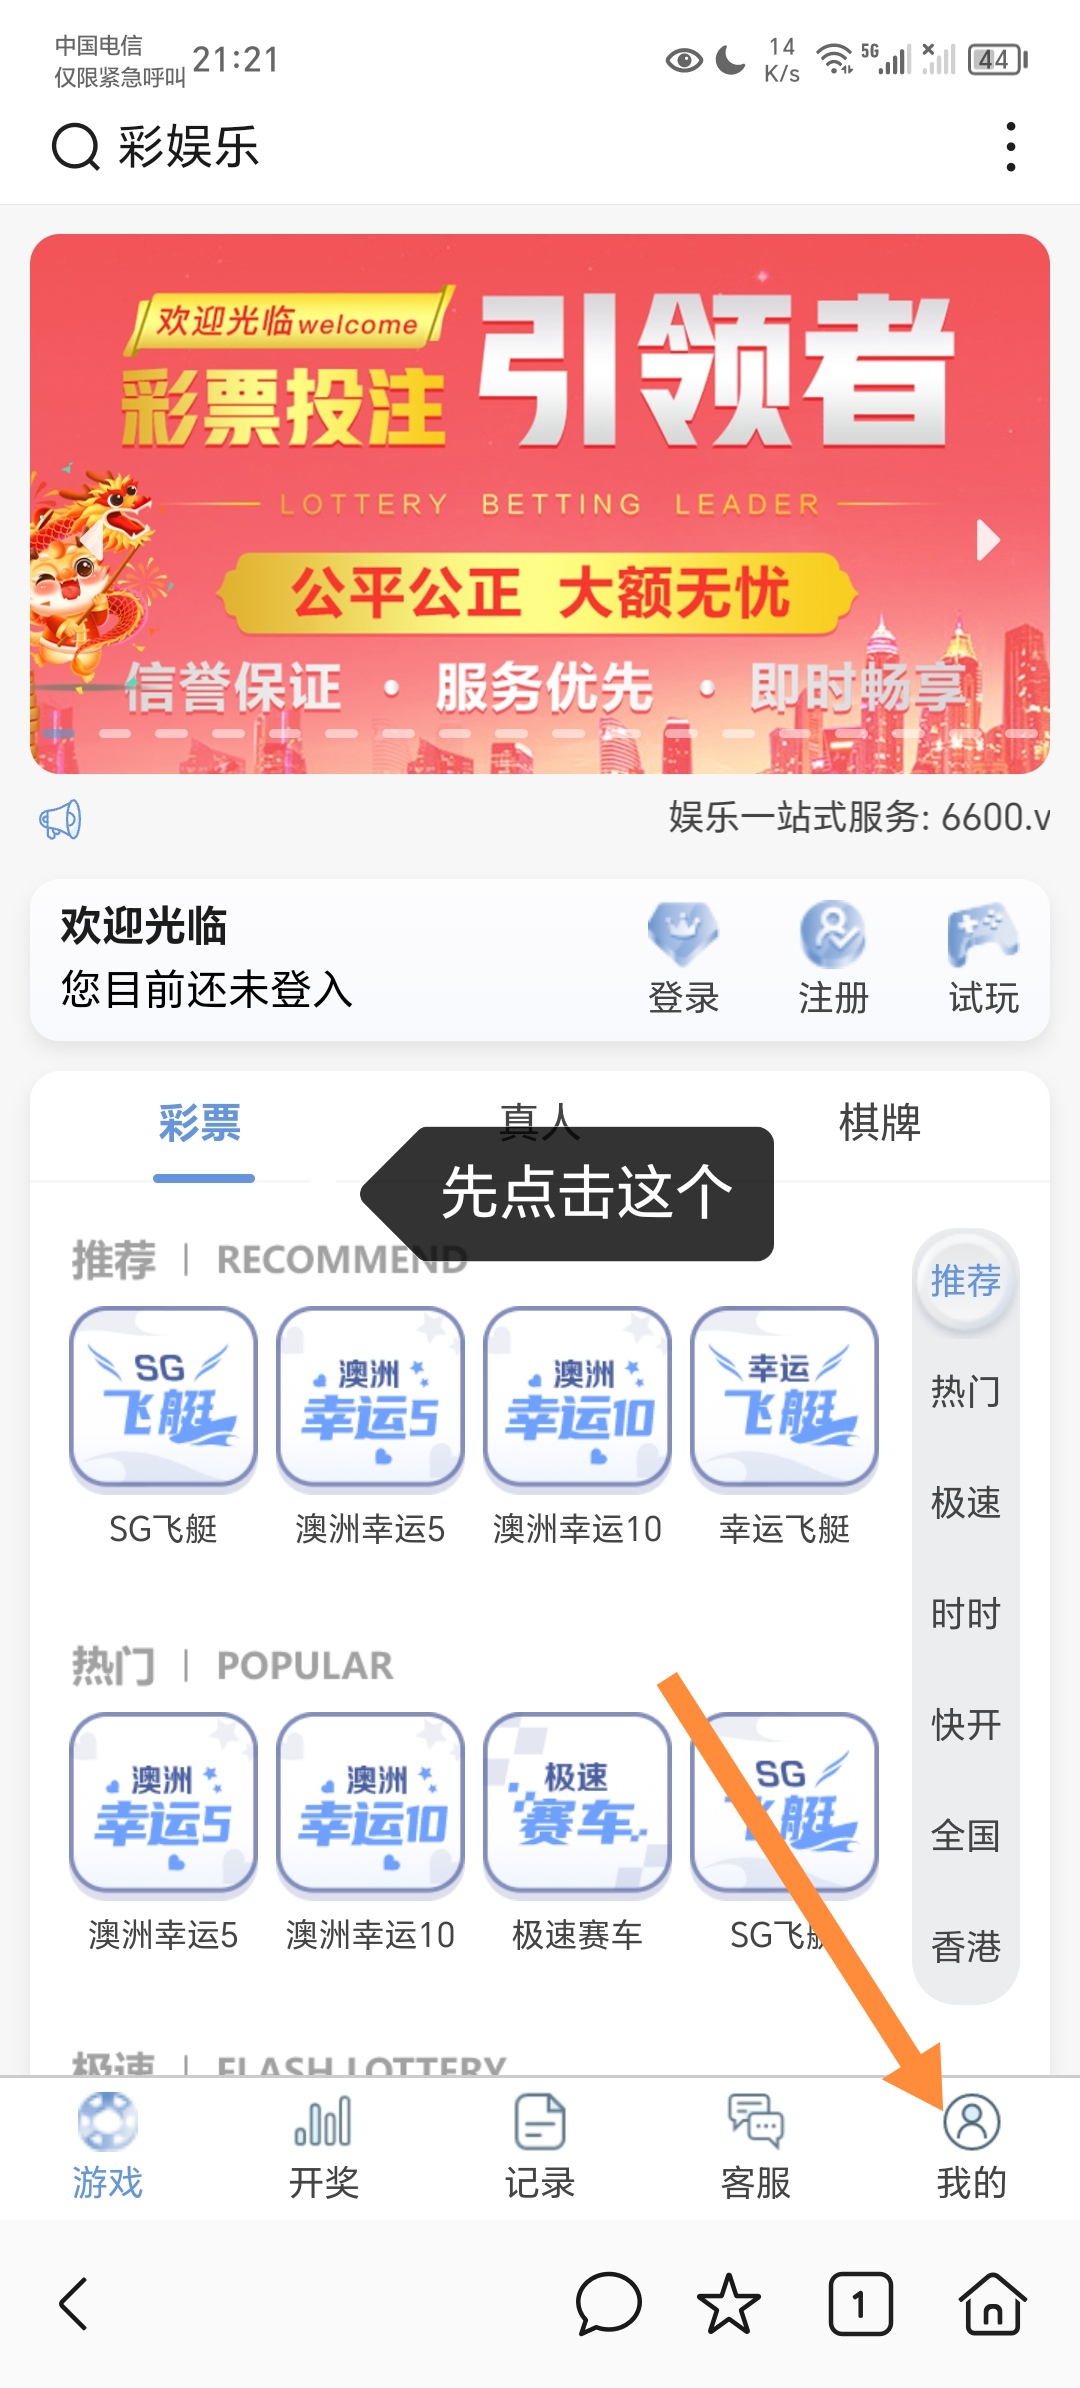 中国电信
仅限紧急呼叫
21:21
14
K/s
5G
44
彩娱乐
欢迎光临welcome
彩票投注
引领者
LOTTERY BETTING LEADER
公平公正 大额无忧
信誉保证 · 服务优先 · 即时畅享
娱乐一站式服务: 6600.v
欢迎光临
您目前还未登入
登录
注册
试玩
彩票
真人
棋牌
先点击这个
推荐 | RECOMMEND
推荐
SG
飞艇
澳洲
幸运5
澳洲
幸运10
幸运
飞艇
SG飞艇
澳洲幸运5
澳洲幸运10
幸运飞艇
热门
极速
时时
快开
全国
香港
热门 | POPULAR
澳洲
幸运5
澳洲
幸运10
极速
赛车
SG
飞艇
澳洲幸运5
澳洲幸运10
极速赛车
SG飞艇
极速 | FLASH LOTTERY
游戏
开奖
记录
客服
我的
1